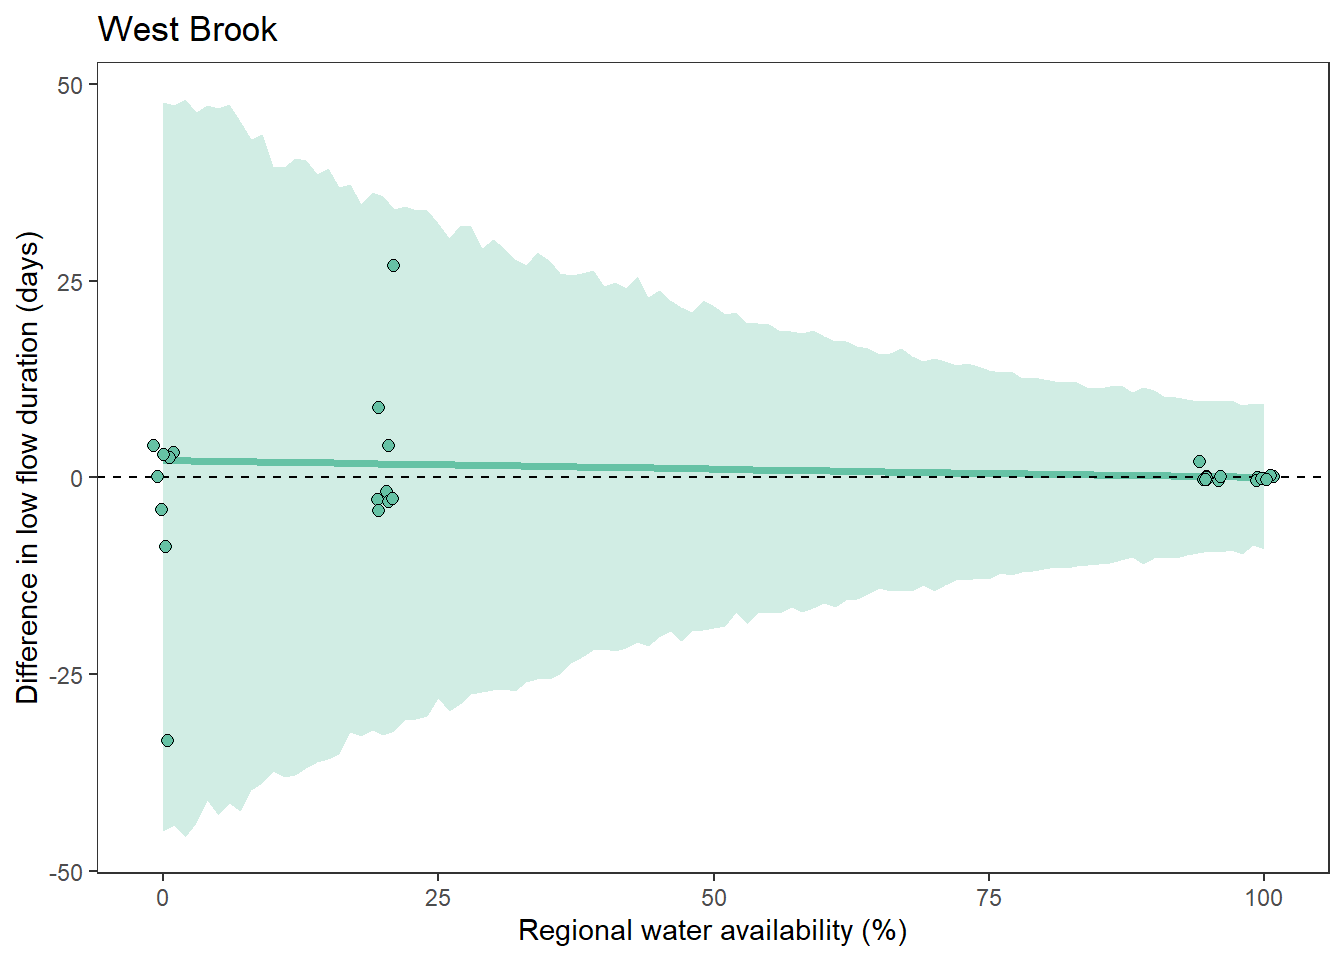 West Brook
Difference in low flow duration (days)
50
25
0
-25
-50
0 25 50 75 100
Regional water availability (%)